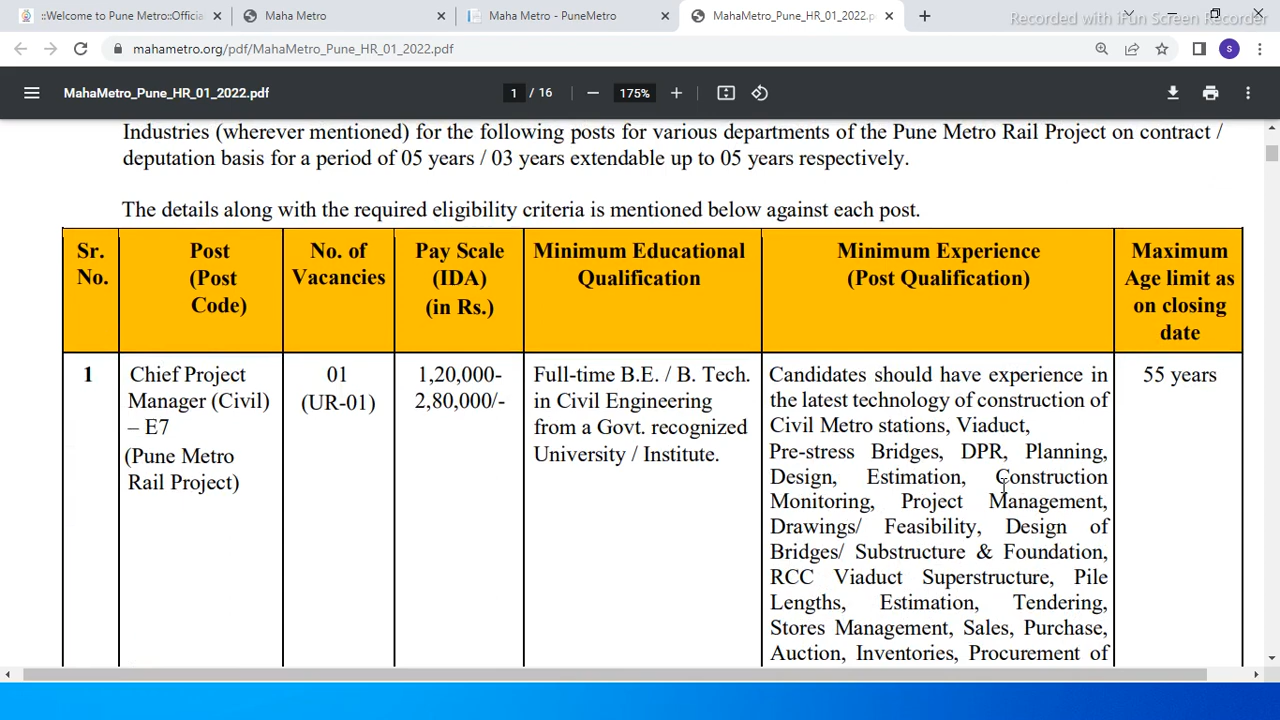 ::Welcome to Pune Metro::Official
Maha Metro
Maha Metro - PuneMetro
MahaMetro_Pune_HR_01_2022.pdf
Recorded with iFun Screen Recorder
mahametro.org/pdf/MahaMetro_Pune_HR_01_2022.pdf
S
MahaMetro_Pune_HR_01_2022.pdf
1 / 16
175%
Industries (wherever mentioned) for the following posts for various departments of the Pune Metro Rail Project on contract /
deputation basis for a period of 05 years / 03 years extendable up to 05 years respectively.
The details along with the required eligibility criteria is mentioned below against each post.
Sr.
No.
Post
(Post
Code)
No. of
Vacancies
Pay Scale
(IDA)
(in Rs.)
Minimum Educational
Qualification
Minimum Experience
(Post Qualification)
Maximum
Age limit as
on closing
date
1
Chief Project
Manager (Civil)
– E7
(Pune Metro
Rail Project)
01
(UR-01)
1,20,000-
2,80,000/-
Full-time B.E. / B. Tech.
in Civil Engineering
from a Govt. recognized
University / Institute.
Candidates should have experience in
the latest technology of construction of
Civil Metro stations, Viaduct,
Pre-stress Bridges, DPR, Planning,
Design, Estimation, Construction
Monitoring, Project Management,
Drawings/ Feasibility, Design of
Bridges/ Substructure & Foundation,
RCC Viaduct Superstructure, Pile
Lengths, Estimation, Tendering,
Stores Management, Sales, Purchase,
Auction, Inventories, Procurement of
55 years